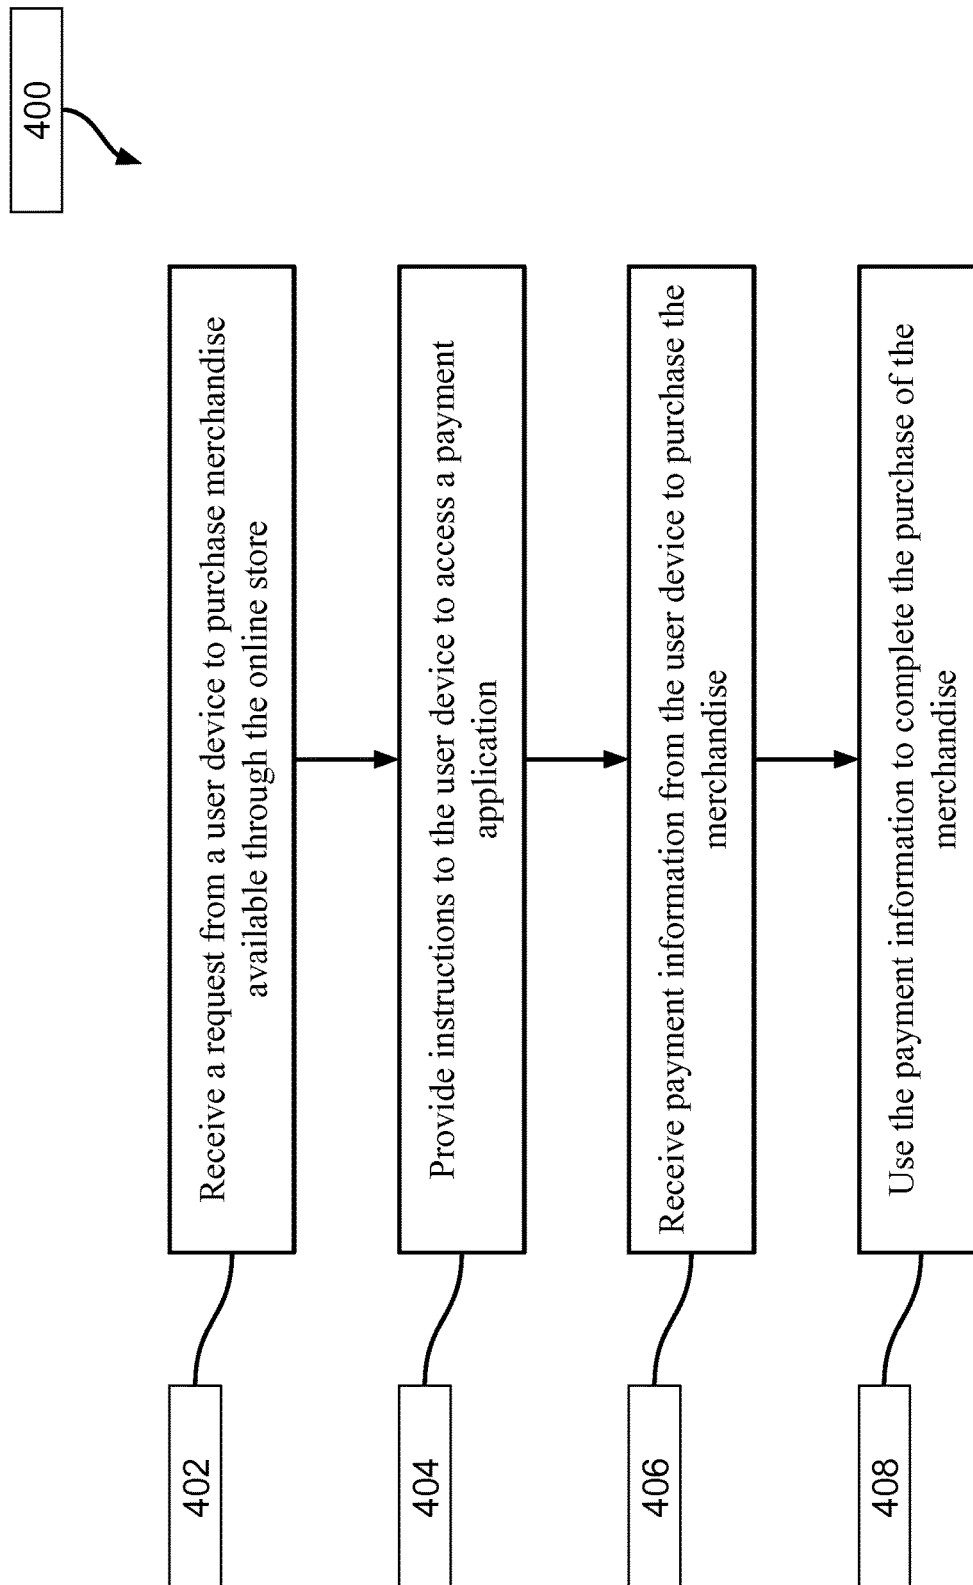 400
402
Receive a request from a user device to purchase merchandise
available through the online store
404
Provide instructions to the user device to access a payment
application
406
Receive payment information from the user device to purchase the
merchandise
408
Use the payment information to complete the purchase of the
merchandise